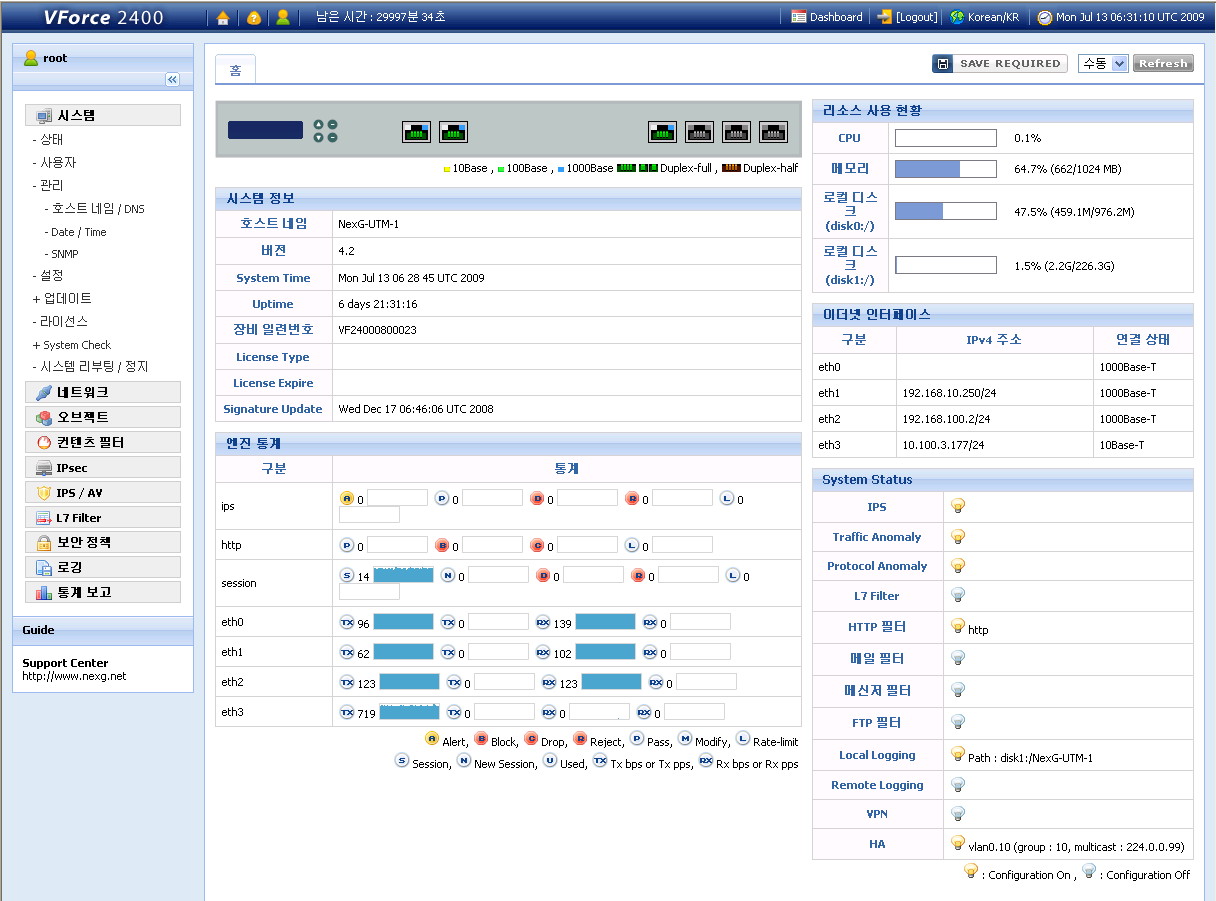 VForce 2400
남은 시간 : 29997분 34초
Dashboard
[Logout]
Korean/KR
Mon Jul 13 06:31:10 UTC 2009
root
시스템
- 상태
- 사용자
- 관리
- 호스트 네임 / DNS
- Date / Time
- SNMP
- 설정
+ 업데이트
- 라이선스
+ System Check
- 시스템 리부팅 / 정지
네트워크
오브젝트
컨텐츠 필터
IPsec
IPS / AV
L7 Filter
보안 정책
로깅
통계 보고
Guide
Support Center
http://www.nexg.net
홈
SAVE REQUIRED
수동
Refresh
10Base , 100Base , 1000Base Duplex-full , Duplex-half
시스템 정보
호스트 네임 NexG-UTM-1
버전 4.2
System Time Mon Jul 13 06 28 45 UTC 2009
Uptime 6 days 21:31:16
장비 일련번호 VF24000800023
License Type
License Expire
Signature Update Wed Dec 17 06:46:06 UTC 2008
엔진 통계
구분 통계
ips A 0 P 0 D 0 R 0 L 0
http P 0 B 0 C 0 L 0
session S 14 N 0 D 0 R 0 L 0
eth0 TX 96 TX 0 RX 139 RX 0
eth1 TX 62 TX 0 RX 102 RX 0
eth2 TX 123 TX 0 RX 123 RX 0
eth3 TX 719 TX 0 RX 0 RX 0
A Alert, B Block, C Drop, R Reject, P Pass, M Modify, L Rate-limit
S Session, N New Session, U Used, TX Tx bps or Tx pps, RX Rx bps or Rx pps
리소스 사용 현황
CPU 0.1%
메모리 64.7% (662/1024 MB)
로컬 디스
크
(disk0:/)
47.5% (459.1M/976.2M)
로컬 디스
크
(disk1:/)
1.5% (2.2G/226.3G)
이더넷 인터페이스
구분 IPv4 주소 연결 상태
eth0 1000Base-T
eth1 192.168.10.250/24 1000Base-T
eth2 192.168.100.2/24 1000Base-T
eth3 10.100.3.177/24 10Base-T
System Status
IPS
Traffic Anomaly
Protocol Anomaly
L7 Filter
HTTP 필터 http
메일 필터
메신저 필터
FTP 필터
Local Logging Path : disk1:/NexG-UTM-1
Remote Logging
VPN
HA vlan0.10 (group : 10, multicast : 224.0.0.99)
: Configuration On , : Configuration Off